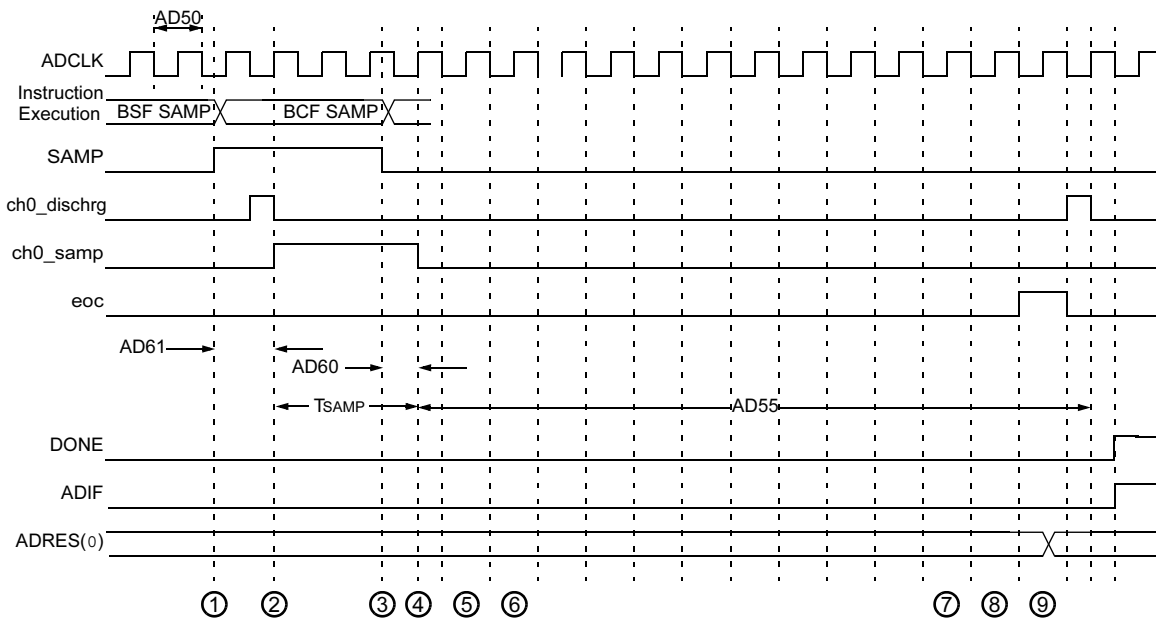 AD50
ADCLK
Instruction
Execution
BSF SAMP
BCF SAMP
SAMP
ch0_dischrg
ch0_samp
eoc
AD61
AD60
TSAMP
AD55
DONE
ADIF
ADRES(0)
1 2 3 4 5 6 7 8 9